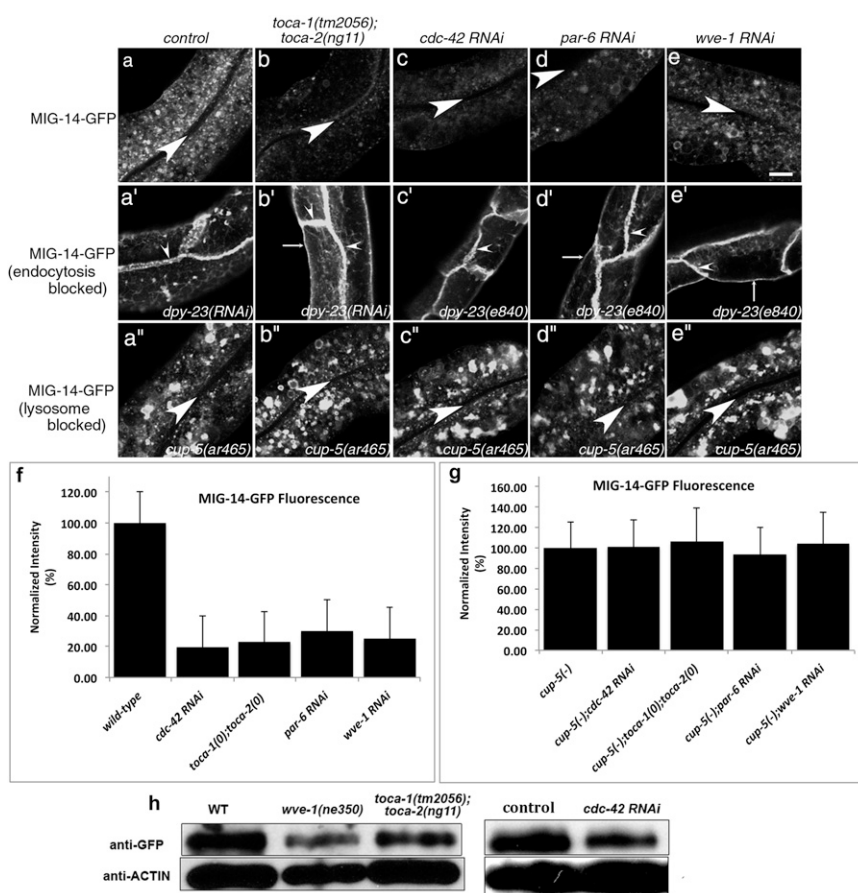 toca-1(tm2056);
toca-2(ng11)
control
cdc-42 RNAi
par-6 RNAi
wve-1 RNAi
a
b
c
d
e
MIG-14-GFP
a'
b'
c'
d'
e'
MIG-14-GFP
(endocytosis
blocked)
dpy-23(RNAi)
dpy-23(RNAi)
dpy-23(e840)
dpy-23(e840)
dpy-23(e840)
a"
b"
c"
d"
e"
MIG-14-GFP
(lysosome
blocked)
cup-5(ar465)
cup-5(ar465)
cup-5(ar465)
cup-5(ar465)
cup-5(ar465)
f
MIG-14-GFP Fluorescence
Normalized Intensity
(%)
120.00
100.00
80.00
60.00
40.00
20.00
0.00
wild-type
cdc-42 RNAi
toca-1(0);toca-2(0)
par-6 RNAi
wve-1 RNAi
g
MIG-14-GFP Fluorescence
Normalized Intensity
(%)
160.00
140.00
120.00
100.00
80.00
60.00
40.00
20.00
0.00
cup-5(-)
cup-5(-);cdc-42 RNAi
cup-5(-);toca-1(0);toca-2(0)
cup-5(-);par-6 RNAi
cup-5(-);wve-1 RNAi
h
WT
wve-1(ne350)
toca-1(tm2056);
toca-2(ng11)
control
cdc-42 RNAi
anti-GFP
anti-ACTIN